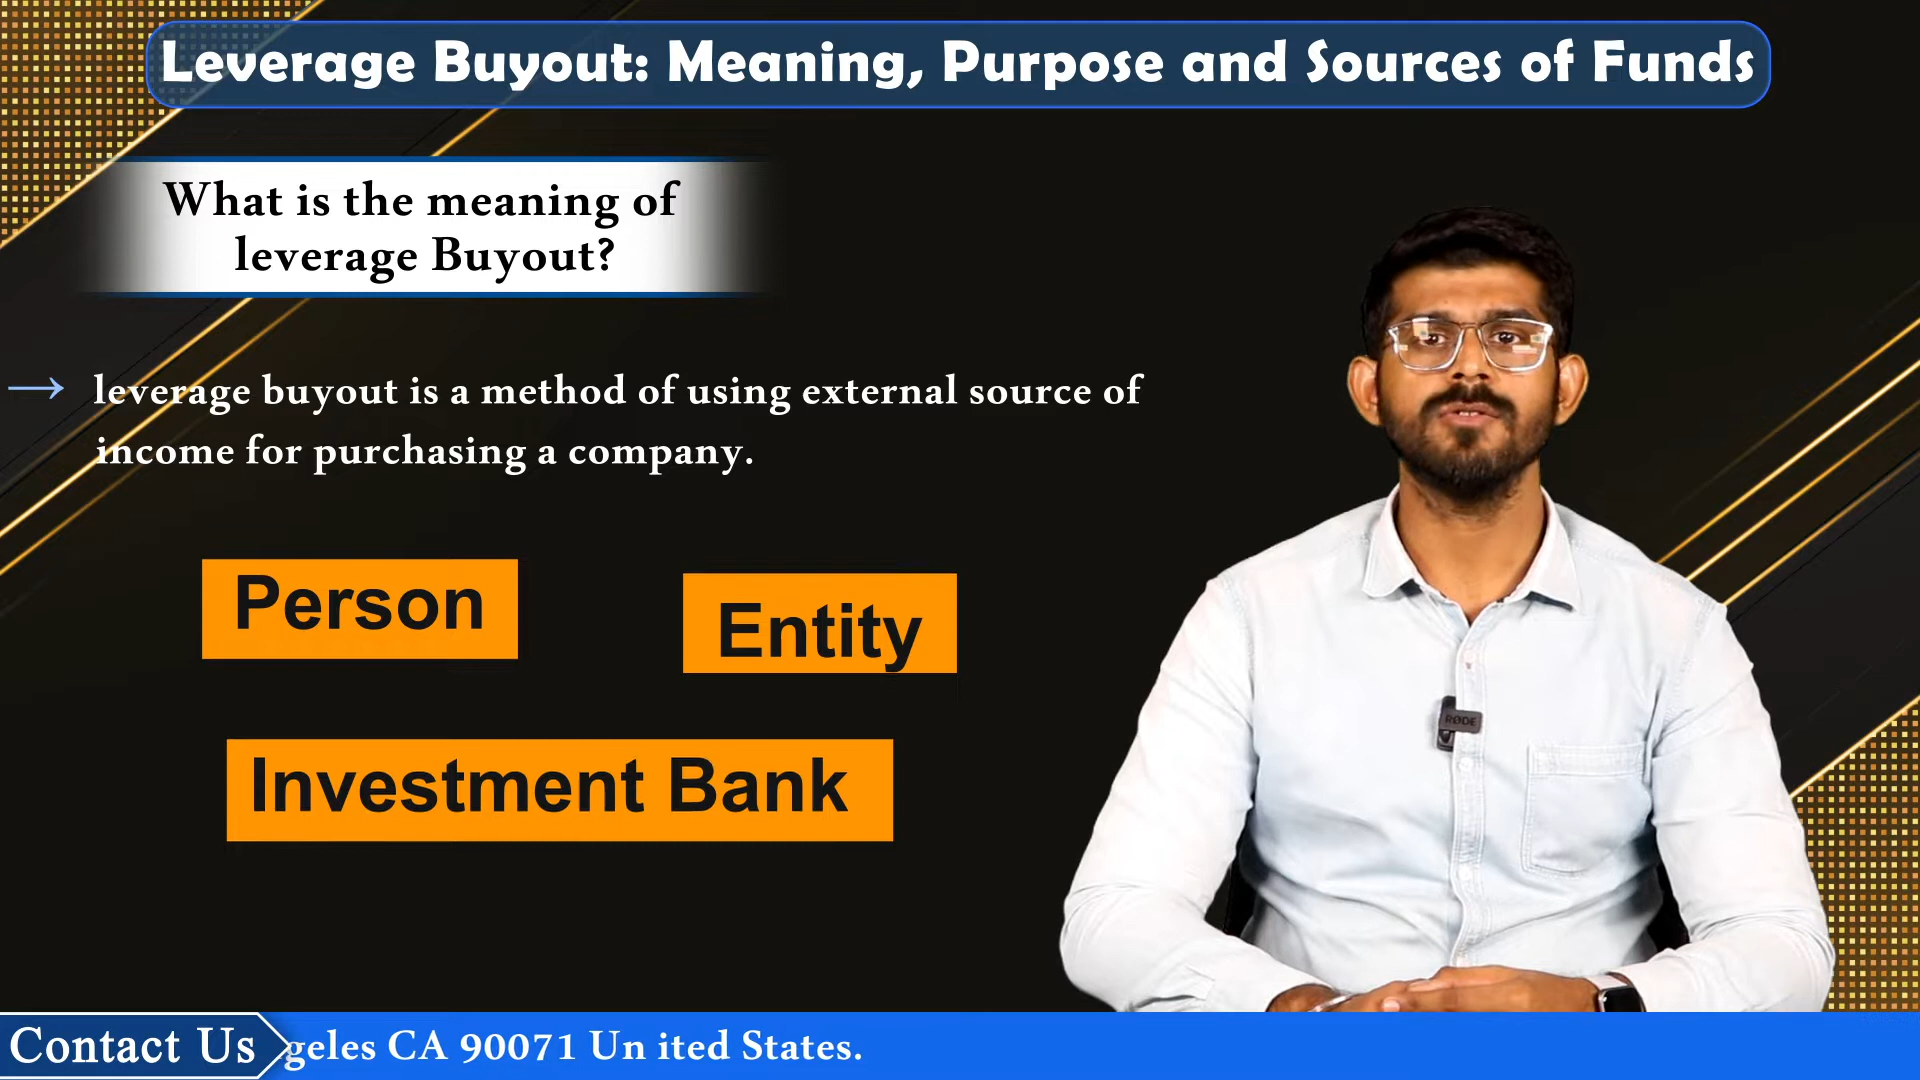 Leverage Buyout: Meaning, Purpose and Sources of Funds
What is the meaning of
leverage Buyout?
→ leverage buyout is a method of using external source of
income for purchasing a company.
Person
Entity
Investment Bank
RØDE
Contact Us
geles CA 90071 Un ited States.